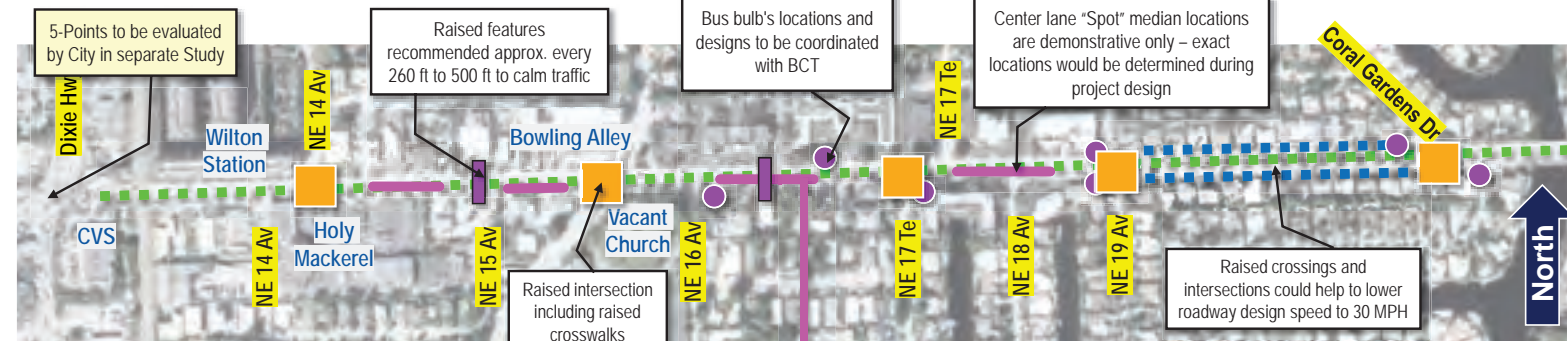 5-Points to be evaluated
by City in separate Study
Raised features
recommended approx. every
260 ft to 500 ft to calm traffic
Bus bulb's locations and
designs to be coordinated
with BCT
Center lane “Spot” median locations
are demonstrative only – exact
locations would be determined during
project design
Coral Gardens Dr
Dixie Hw
NE 14 Av
NE 17 Te
Wilton
Station
Bowling Alley
CVS
NE 14 Av
Holy
Mackerel
NE 15 Av
Vacant
Church
NE 16 Av
NE 17 Te
NE 18 Av
NE 19 Av
Raised intersection
including raised
crosswalks
Raised crossings and
intersections could help to lower
roadway design speed to 30 MPH
North